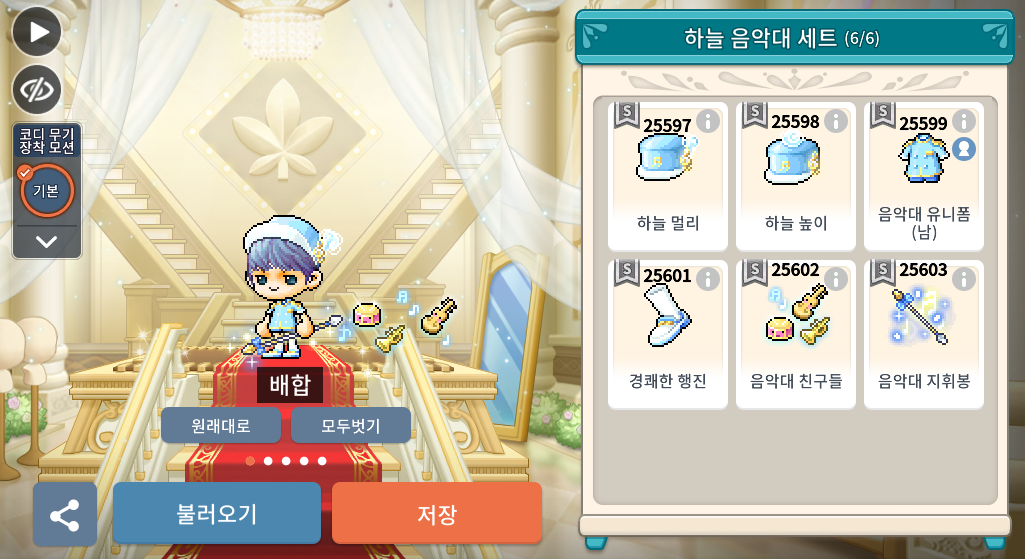 코디 무기
장착 모션
기본
배합
원래대로
모두벗기
불러오기
저장
하늘 음악대 세트 (6/6)
S
25597
하늘 멀리
S
25598
하늘 높이
S
25599
음악대 유니폼
(남)
S
25601
경쾌한 행진
S
25602
음악대 친구들
S
25603
음악대 지휘봉